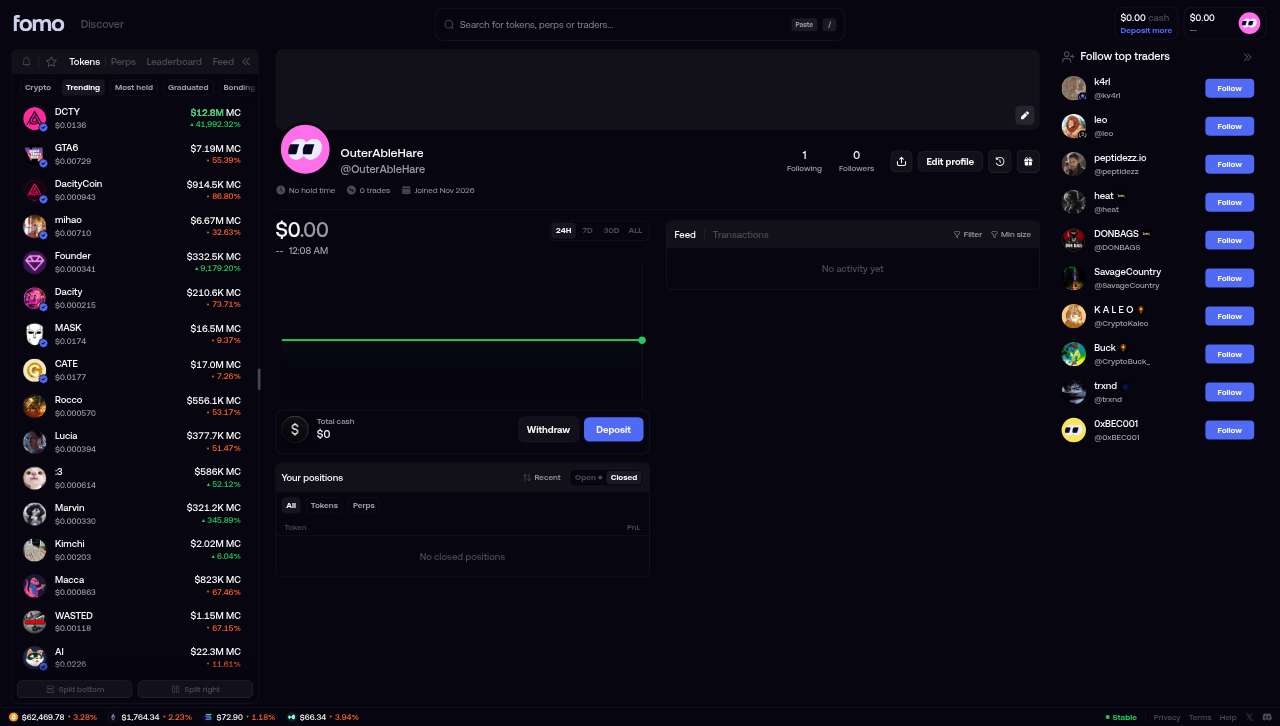 fomo Discover
Search for tokens, perps or traders... Paste /
$0.00 cash
Deposit more
$0.00
--
Tokens Perps Leaderboard Feed
Crypto Trending Most held Graduated Bonding
DCTY $12.8M MC
$0.0136 41,992.32%
GTA6 $7.19M MC
$0.00729 55.39%
DacityCoin $914.5K MC
$0.000943 86.80%
mihao $6.67M MC
$0.00710 32.63%
Founder $332.5K MC
$0.000341 9,179.20%
Dacity $210.6K MC
$0.000215 73.71%
MASK $16.5M MC
$0.0174 9.37%
CATE $17.0M MC
$0.0177 7.26%
Rocco $556.1K MC
$0.000570 53.17%
Lucia $377.7K MC
$0.000394 51.47%
:3 $586K MC
$0.000614 52.12%
Marvin $321.2K MC
$0.000330 345.89%
Kimchi $2.02M MC
$0.00203 6.04%
Macca $823K MC
$0.000863 67.46%
WASTED $1.15M MC
$0.00118 67.15%
AI $22.3M MC
$0.0226 11.61%
Split bottom Split right
OuterAbleHare
@OuterAbleHare
1 Following
0 Followers
Edit profile
No hold time 0 trades Joined Nov 2026
$0.00
-- 12:08 AM
24H 7D 30D ALL
Total cash
$0
Withdraw Deposit
Your positions Recent Open Closed
All Tokens Perps
Token PnL
No closed positions
Feed Transactions Filter Min size
No activity yet
Follow top traders
k4rl
@kv4rl
Follow
leo
@leo
Follow
peptidezz.io
@peptidezz
Follow
heat
@heat
Follow
DONBAGS
@DONBAGS
Follow
SavageCountry
@SavageCountry
Follow
K A L E O
@CryptoKaleo
Follow
Buck
@CryptoBuck_
Follow
trxnd
@trxnd
Follow
0xBEC001
@0xBEC001
Follow
$62,469.78 3.28% $1,764.34 2.23% $72.90 1.18% $66.34 3.94%
Stable Privacy Terms Help